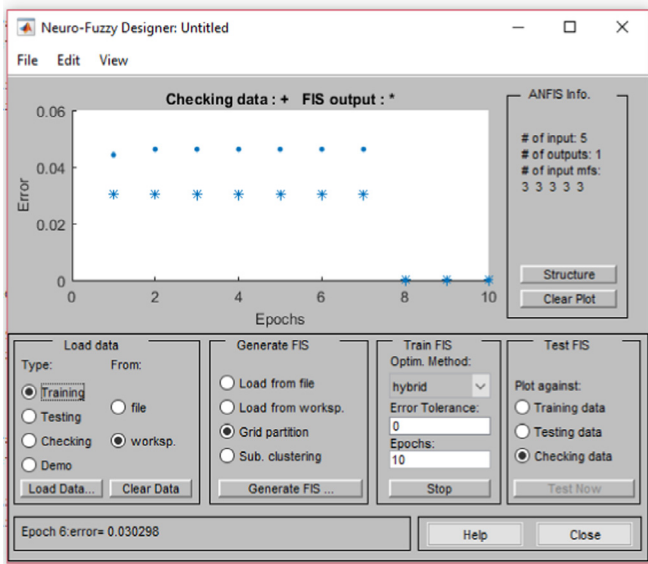 Neuro-Fuzzy Designer: Untitled
File Edit View
Checking data : + FIS output : *
0.06
0.04
0.02
0
Error
0 2 4 6 8 10
Epochs
ANFIS Info.
# of input: 5
# of outputs: 1
# of input mfs:
3 3 3 3 3
Structure
Clear Plot
Load data
Type: From:
Training
Testing
Checking
Demo
file
worksp.
Load Data... Clear Data
Generate FIS
Load from file
Load from worksp.
Grid partition
Sub. clustering
Generate FIS ...
Train FIS
Optim. Method:
hybrid
Error Tolerance:
0
Epochs:
10
Stop
Test FIS
Plot against:
Training data
Testing data
Checking data
Test Now
Epoch 6:error= 0.030298
Help Close